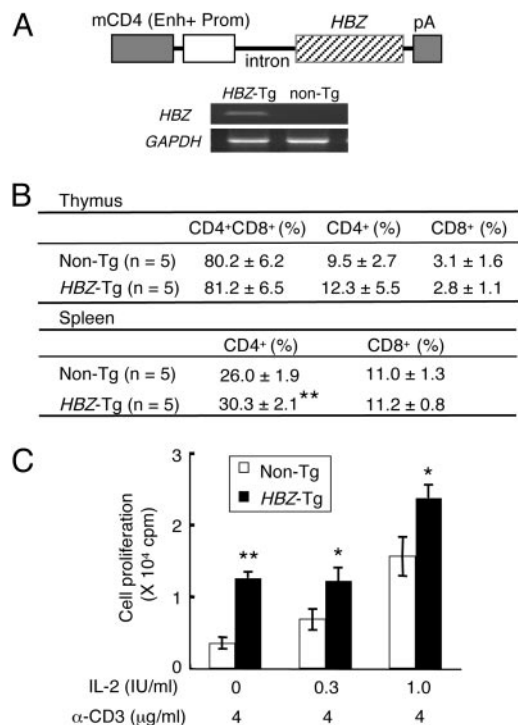 A
mCD4 (Enh+ Prom) HBZ pA
intron
HBZ-Tg non-Tg
HBZ
GAPDH
B
Thymus
CD4+CD8+ (%) CD4+ (%) CD8+ (%)
Non-Tg (n = 5) 80.2 ± 6.2 9.5 ± 2.7 3.1 ± 1.6
HBZ-Tg (n = 5) 81.2 ± 6.5 12.3 ± 5.5 2.8 ± 1.1
Spleen
CD4+ (%) CD8+ (%)
Non-Tg (n = 5) 26.0 ± 1.9 11.0 ± 1.3
HBZ-Tg (n = 5) 30.3 ± 2.1** 11.2 ± 0.8
C
Cell proliferation
(X 10⁴ cpm)
3
2
1
0
Non-Tg
HBZ-Tg
** * *
IL-2 (IU/ml) 0 0.3 1.0
α-CD3 (μg/ml) 4 4 4